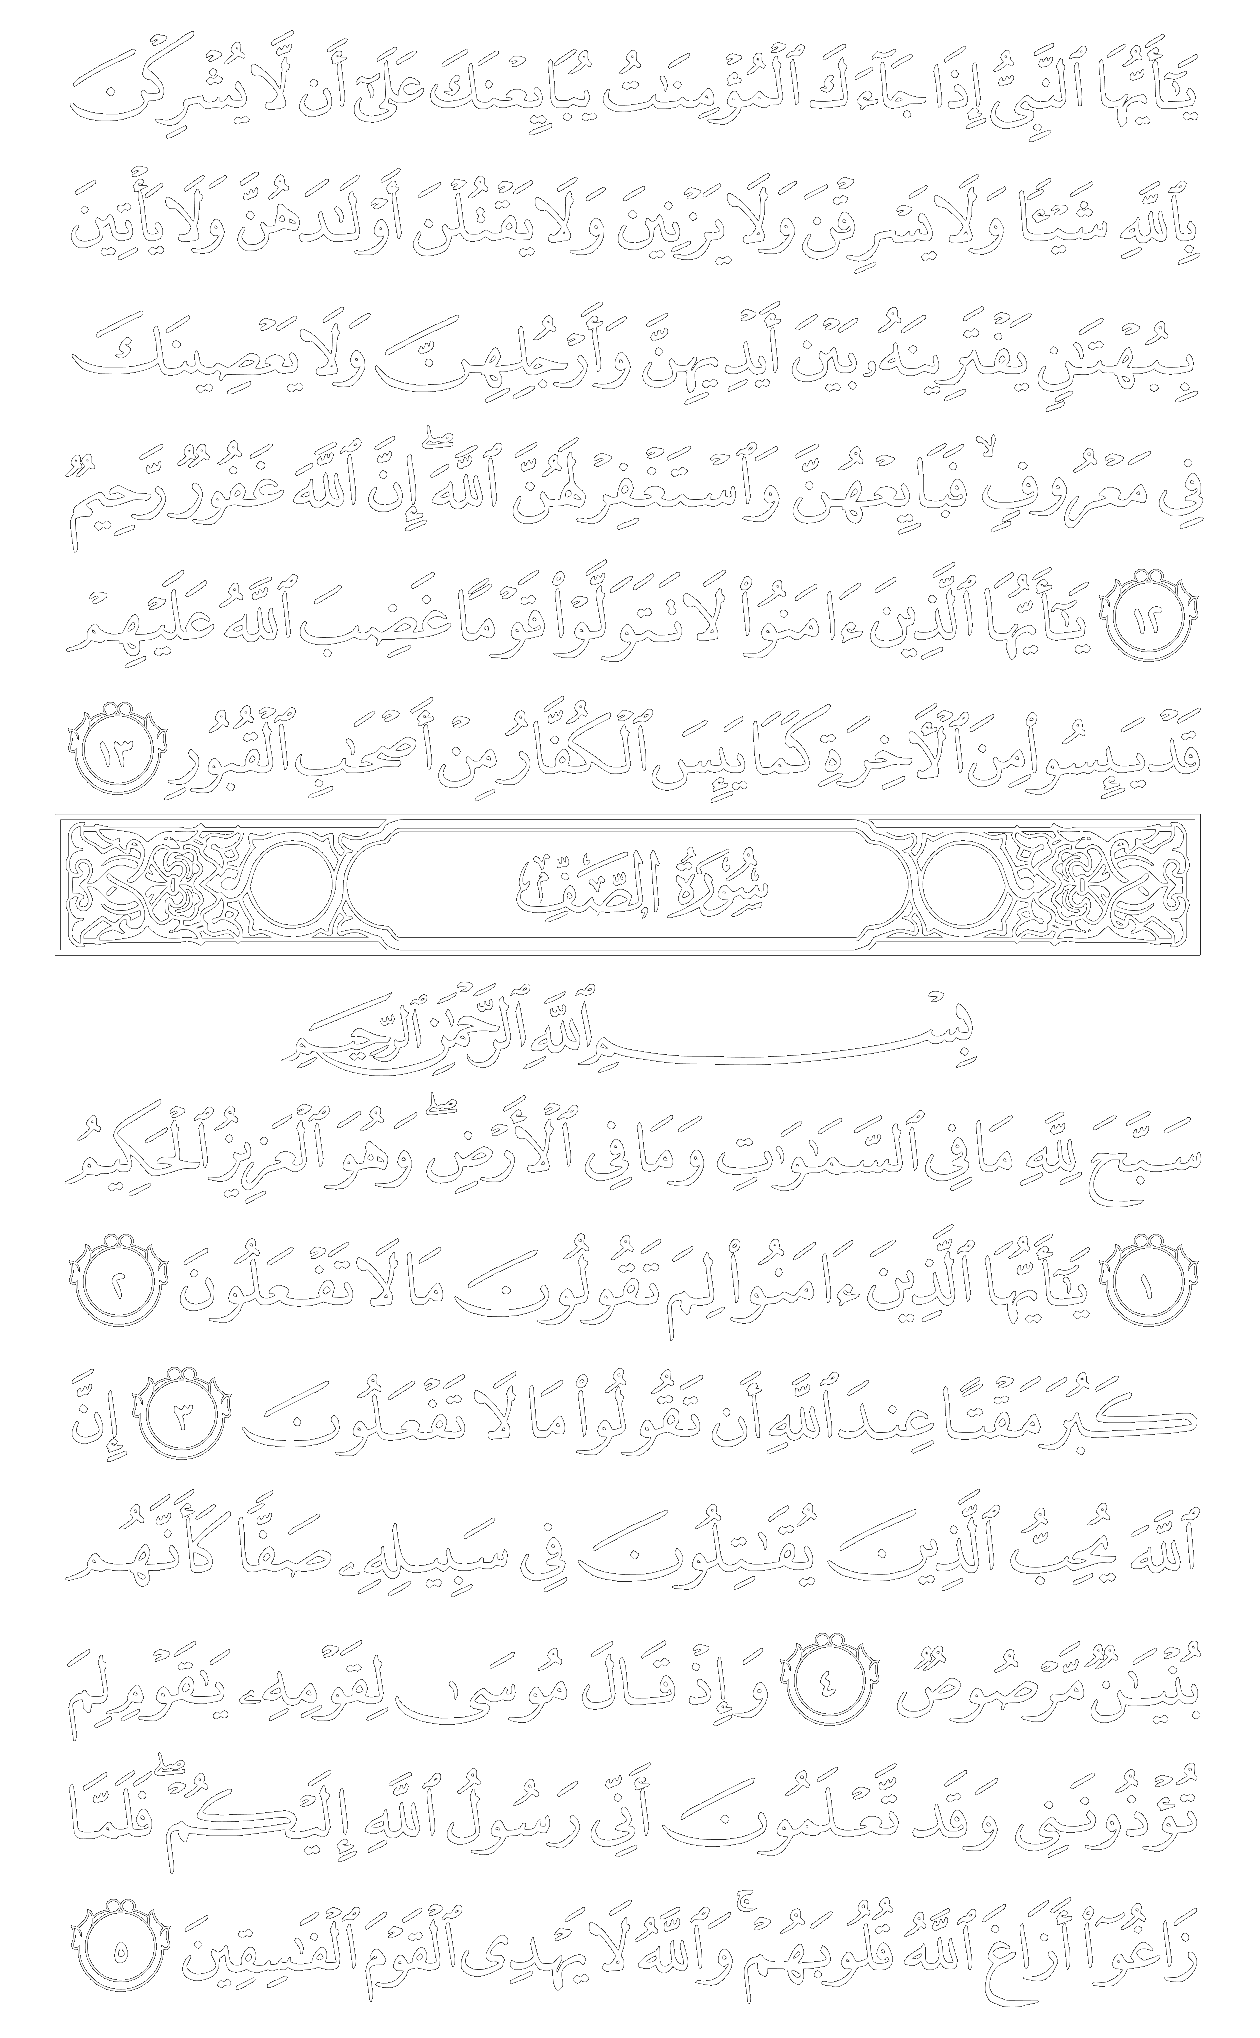 يَٰٓأَيُّهَا ٱلنَّبِىُّ إِذَا جَآءَكَ ٱلْمُؤْمِنَٰتُ يُبَايِعْنَكَ عَلَىٰٓ أَن لَّا يُشْرِكْنَ
بِٱللَّهِ شَيْـًٔا وَلَا يَسْرِقْنَ وَلَا يَزْنِينَ وَلَا يَقْتُلْنَ أَوْلَٰدَهُنَّ وَلَا يَأْتِينَ
بِبُهْتَٰنٍ يَفْتَرِينَهُۥ بَيْنَ أَيْدِيهِنَّ وَأَرْجُلِهِنَّ وَلَا يَعْصِينَكَ
فِى مَعْرُوفٍ ۙ فَبَايِعْهُنَّ وَٱسْتَغْفِرْ لَهُنَّ ٱللَّهَ ۖ إِنَّ ٱللَّهَ غَفُورٌ رَّحِيمٌ
١٢ يَٰٓأَيُّهَا ٱلَّذِينَ ءَامَنُوا۟ لَا تَتَوَلَّوْا۟ قَوْمًا غَضِبَ ٱللَّهُ عَلَيْهِمْ
قَدْ يَئِسُوا۟ مِنَ ٱلْأَخِرَةِ كَمَا يَئِسَ ٱلْكُفَّارُ مِنْ أَصْحَٰبِ ٱلْقُبُورِ ١٣
سُورَةُ الصَّفِّ
بِسْمِ ٱللَّهِ ٱلرَّحْمَٰنِ ٱلرَّحِيمِ
سَبَّحَ لِلَّهِ مَا فِى ٱلسَّمَٰوَٰتِ وَمَا فِى ٱلْأَرْضِ ۖ وَهُوَ ٱلْعَزِيزُ ٱلْحَكِيمُ
١ يَٰٓأَيُّهَا ٱلَّذِينَ ءَامَنُوا۟ لِمَ تَقُولُونَ مَا لَا تَفْعَلُونَ ٢
كَبُرَ مَقْتًا عِندَ ٱللَّهِ أَن تَقُولُوا۟ مَا لَا تَفْعَلُونَ ٣ إِنَّ
ٱللَّهَ يُحِبُّ ٱلَّذِينَ يُقَٰتِلُونَ فِى سَبِيلِهِۦ صَفًّا كَأَنَّهُم
بُنْيَٰنٌ مَّرْصُوصٌ ٤ وَإِذْ قَالَ مُوسَىٰ لِقَوْمِهِۦ يَٰقَوْمِ لِمَ
تُؤْذُونَنِى وَقَد تَّعْلَمُونَ أَنِّى رَسُولُ ٱللَّهِ إِلَيْكُمْ ۖ فَلَمَّا
زَاغُوٓا۟ أَزَاغَ ٱللَّهُ قُلُوبَهُمْ ۚ وَٱللَّهُ لَا يَهْدِى ٱلْقَوْمَ ٱلْفَٰسِقِينَ ٥